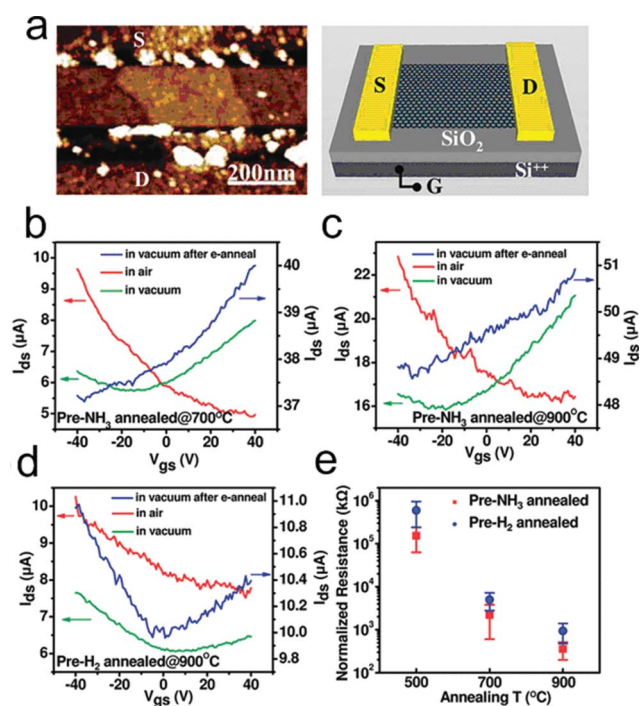 a
S
D
200nm
S
D
SiO2
Si++
G
b
in vacuum after e-anneal
in air
in vacuum
10
9
8
7
6
5
40
39
38
37
Ids (μA)
Ids (μA)
Pre-NH3 annealed@700°C
-40 -20 0 20 40
Vgs (V)
c
in vacuum after e-anneal
in air
in vacuum
22
20
18
16
51
50
49
48
Ids (μA)
Ids (μA)
Pre-NH3 annealed@900°C
-40 -20 0 20 40
Vgs (V)
d
in vacuum after e-anneal
in air
in vacuum
10
9
8
7
6
11.0
10.8
10.6
10.4
10.2
10.0
9.8
Ids (μA)
Ids (μA)
Pre-H2 annealed@900°C
-40 -20 0 20 40
Vgs (V)
e
Pre-NH3 annealed
Pre-H2 annealed
10^6
10^5
10^4
10^3
10^2
Normalized Resistance (kΩ)
500 700 900
Annealing T (°C)